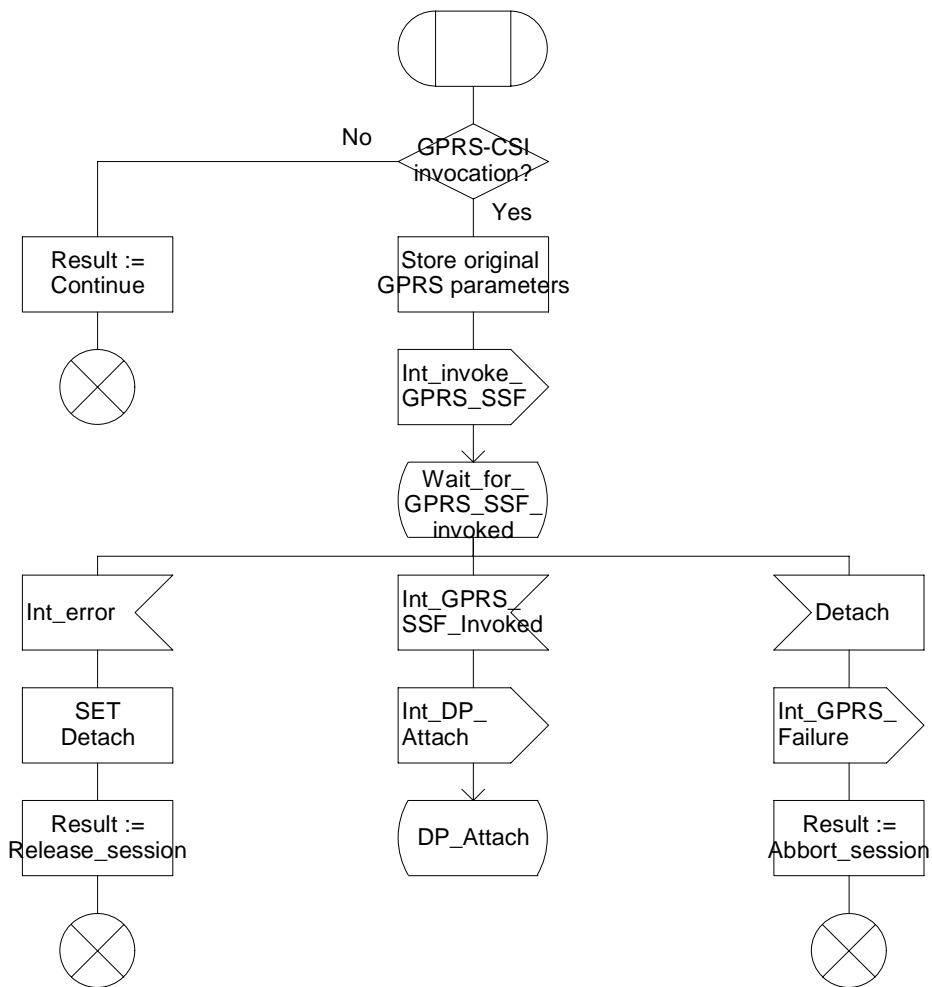 No
GPRS-CSI
invocation?
Yes
Result :=
Continue
Store original
GPRS parameters
Int_invoke_
GPRS_SSF
Wait_for_
GPRS_SSF_
invoked
Int_error
Int_GPRS_
SSF_Invoked
Detach
SET
Detach
Int_DP_
Attach
Int_GPRS_
Failure
Result :=
Release_session
DP_Attach
Result :=
Abbort_session